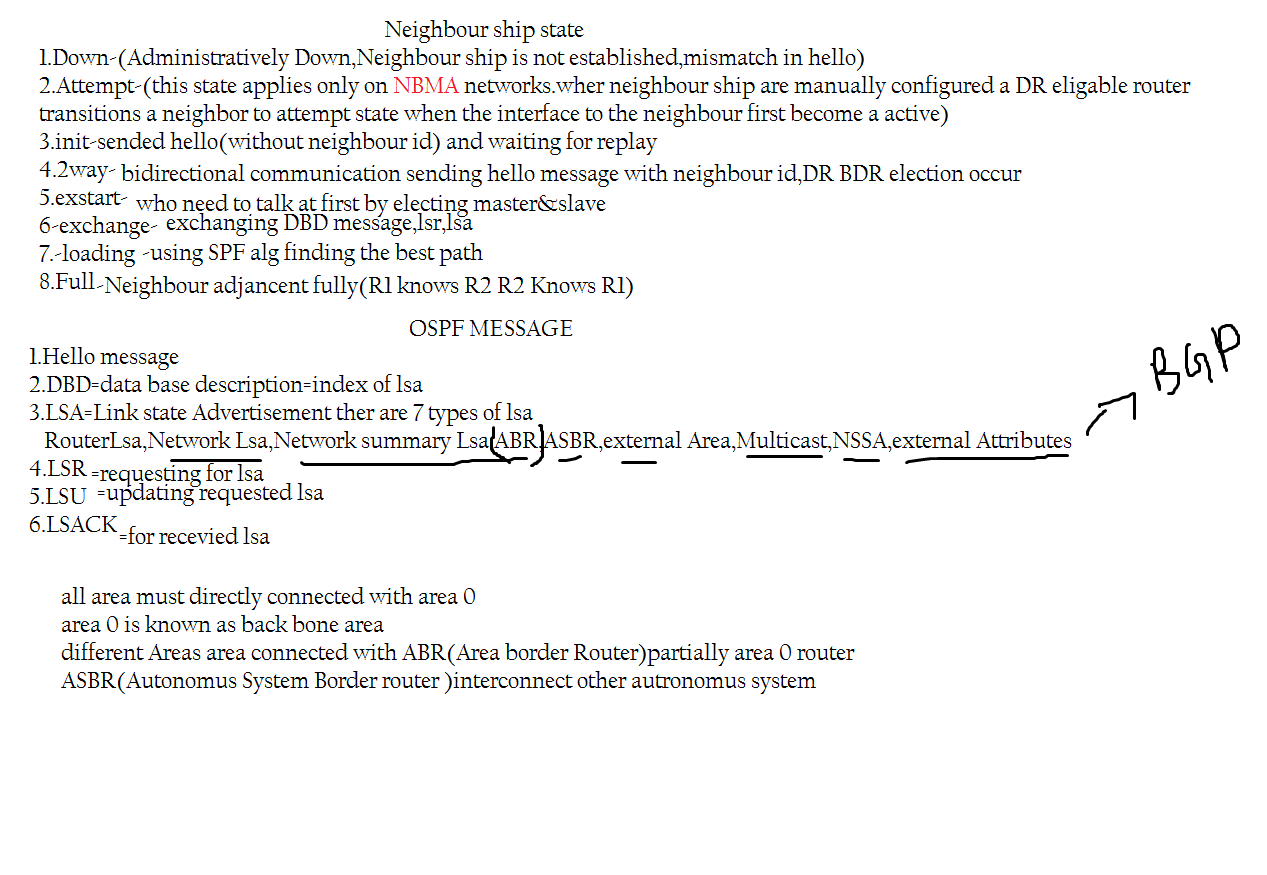 Neighbour ship state
1.Down-(Administratively Down,Neighbour ship is not established,mismatch in hello)
2.Attempt-(this state applies only on NBMA networks.wher neighbour ship are manually configured a DR eligable router
transitions a neighbor to attempt state when the interface to the neighbour first become a active)
3.init-sended hello(without neighbour id) and waiting for replay
4.2way- bidirectional communication sending hello message with neighbour id,DR BDR election occur
5.exstart- who need to talk at first by electing master&slave
6-exchange- exchanging DBD message,lsr,lsa
7.-loading -using SPF alg finding the best path
8.Full-Neighbour adjancent fully(R1 knows R2 R2 Knows R1)
OSPF MESSAGE
1.Hello message
2.DBD=data base description=index of lsa
3.LSA=Link state Advertisement ther are 7 types of lsa
RouterLsa,Network Lsa,Network summary Lsa(ABR)ASBR,external Area,Multicast,NSSA,external Attributes
BGP
4.LSR =requesting for lsa
5.LSU =updating requested lsa
6.LSACK =for recevied lsa
all area must directly connected with area 0
area 0 is known as back bone area
different Areas area connected with ABR(Area border Router)partially area 0 router
ASBR(Autonomus System Border router )interconnect other autronomus system